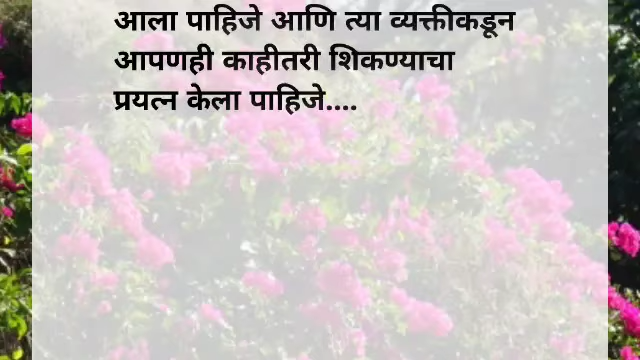 आला पाहिजे आणि त्या व्यक्तीकडून
आपणही काहीतरी शिकण्याचा
प्रयत्न केला पाहिजे....